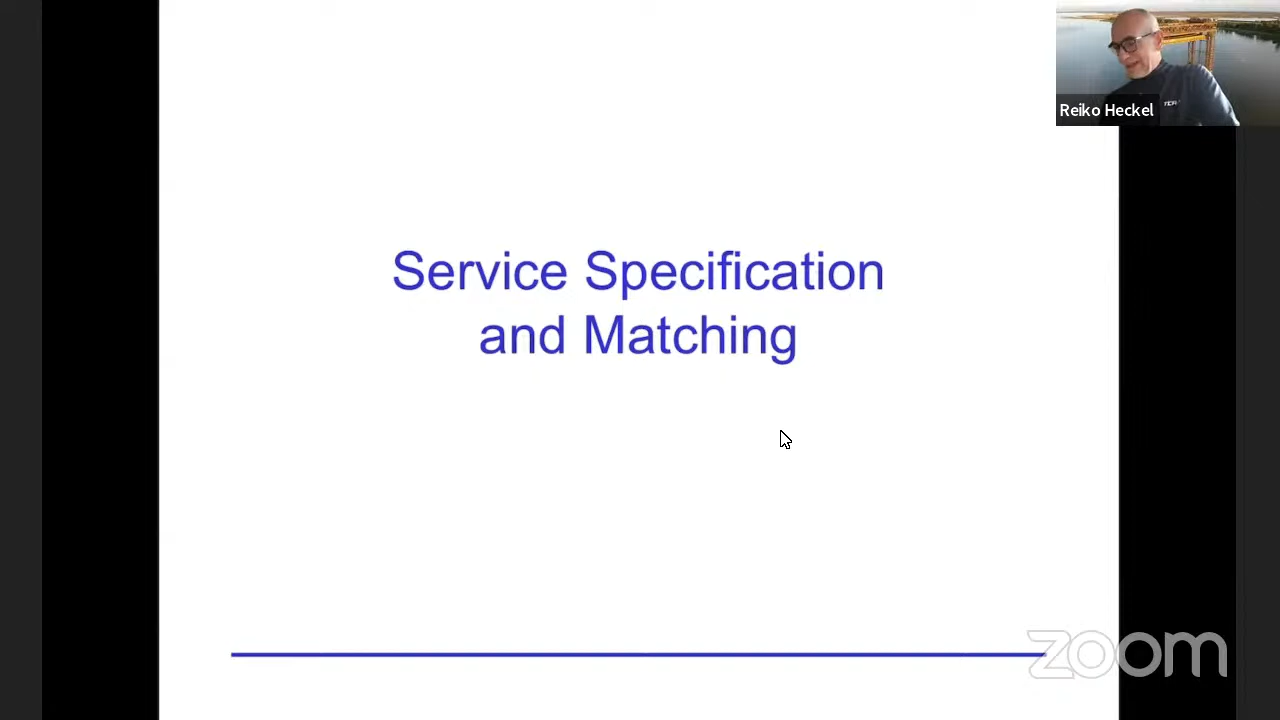 Reiko Heckel
Service Specification
and Matching
zoom